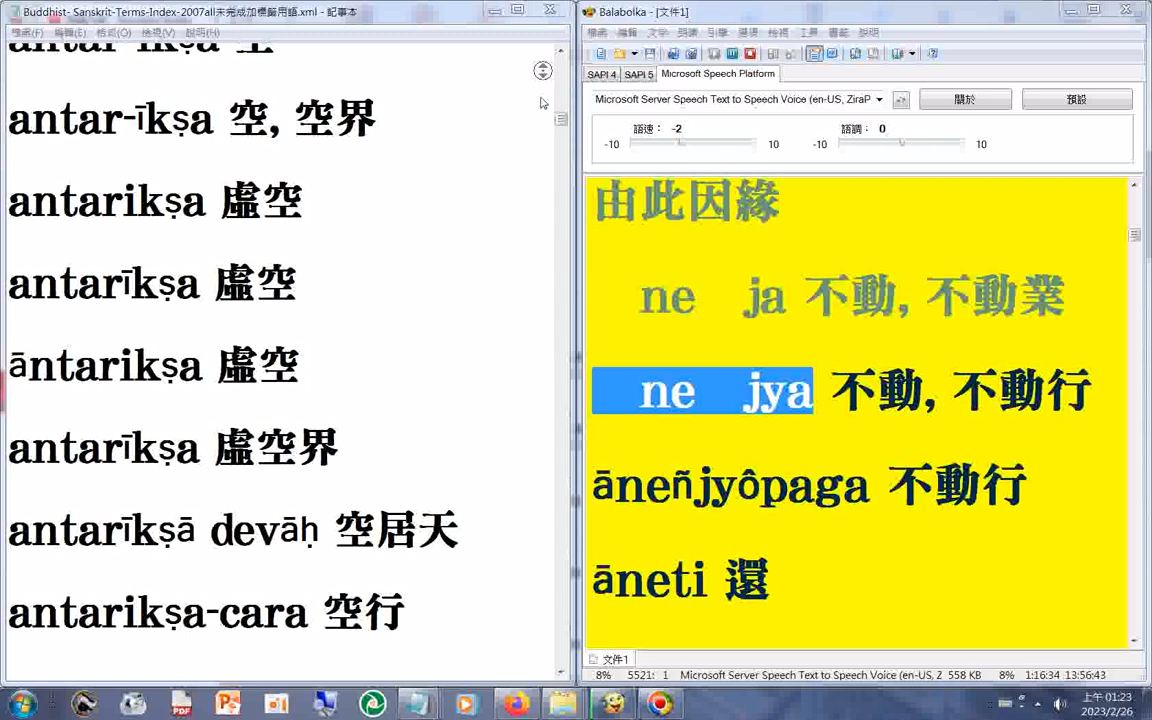 Buddhist- Sanskrit-Terms-Index-2007all未完成加標籤用語.xml - 記事本
檔案(F) 編輯(E) 格式(O) 檢視(V) 說明(H)
antar-īkṣa 空
antar-īkṣa 空, 空界
antarikṣa 虛空
antarīkṣa 虛空
āntarikṣa 虛空
antarīkṣa 虛空界
antarīkṣā devāḥ 空居天
antarikṣa-cara 空行
Balabolka - [文件1]
檔案 編輯 文字 朗讀 引擎 選項 檢視 工具 書籤 說明
SAPI 4 SAPI 5 Microsoft Speech Platform
Microsoft Server Speech Text to Speech Voice (en-US, ZiraP
關於
預設
語速： -2
語調： 0
-10 10 -10 10
由此因緣
ne ja 不動, 不動業
ne jya 不動, 不動行
āneñjyôpaga 不動行
āneti 還
文件1
8% 5521: 1 Microsoft Server Speech Text to Speech Voice (en-US, Z 558 KB 8% 1:16:34 13:56:43
PDF
上午 01:23
2023/2/26